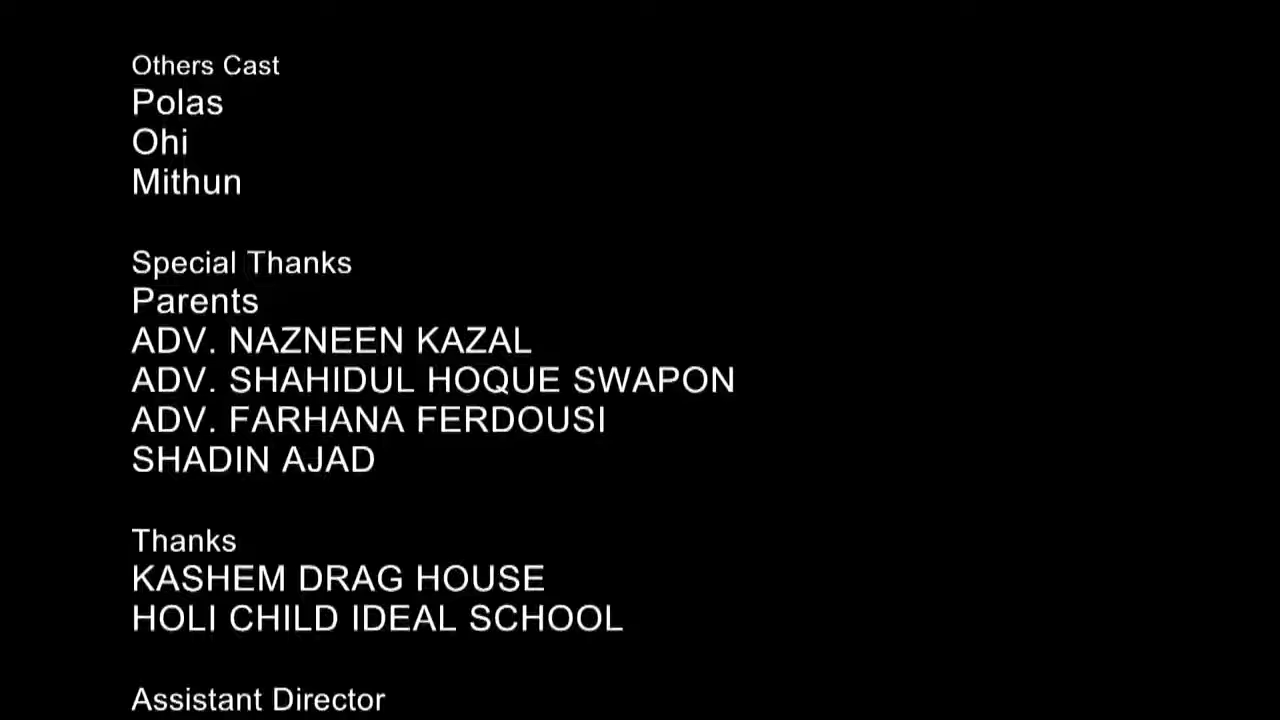 Others Cast
Polas
Ohi
Mithun
Special Thanks
Parents
ADV. NAZNEEN KAZAL
ADV. SHAHIDUL HOQUE SWAPON
ADV. FARHANA FERDOUSI
SHADIN AJAD
Thanks
KASHEM DRAG HOUSE
HOLI CHILD IDEAL SCHOOL
Assistant Director